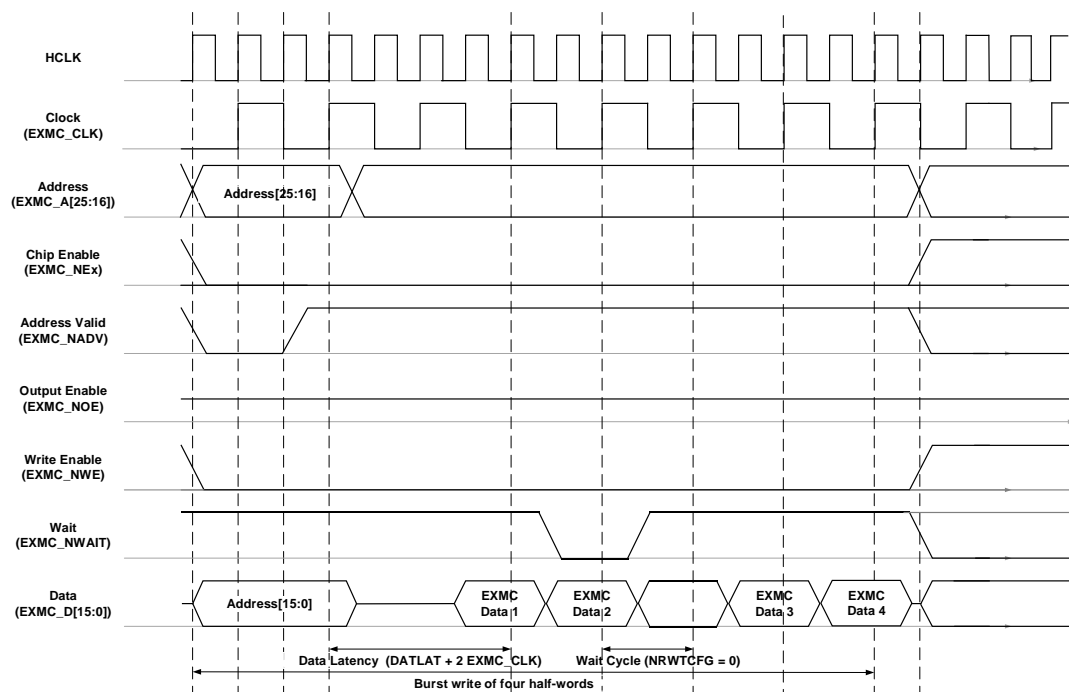 HCLK
Clock
(EXMC_CLK)
Address
(EXMC_A[25:16])
Address[25:16]
Chip Enable
(EXMC_NEx)
Address Valid
(EXMC_NADV)
Output Enable
(EXMC_NOE)
Write Enable
(EXMC_NWE)
Wait
(EXMC_NWAIT)
Data
(EXMC_D[15:0])
Address[15:0]
EXMC
Data 1
EXMC
Data 2
EXMC
Data 3
EXMC
Data 4
Data Latency (DATLAT + 2 EXMC_CLK)
Wait Cycle (NRWTCFG = 0)
Burst write of four half-words